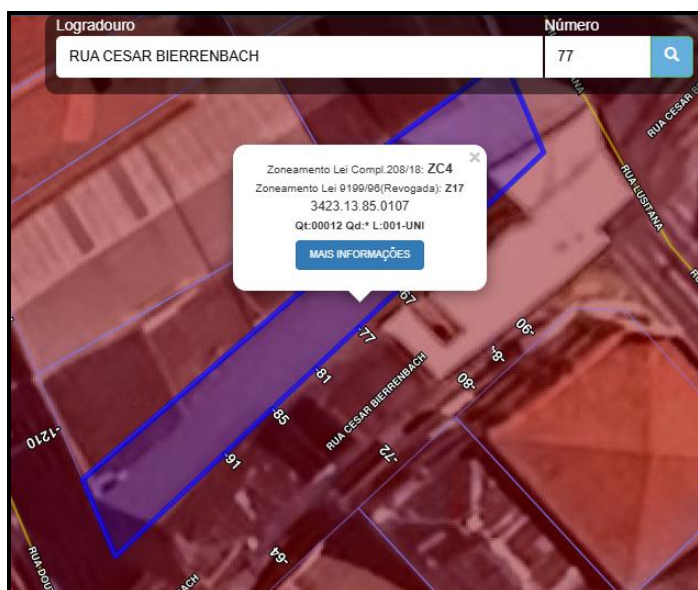 Logradouro
Número
RUA CESAR BIERRENBACH
77
RUA CESAR
RUA LUSITANA
×
Zoneamento Lei Compl.208/18: ZC4
Zoneamento Lei 9199/96(Revogada): Z17
3423.13.85.0107
Qt:00012 Qd:* L:001-UNI
MAIS INFORMAÇÕES
-77
-90
-81
-80
RUA CESAR BIERRENBACH
-85
-72
-91
-1210
-64